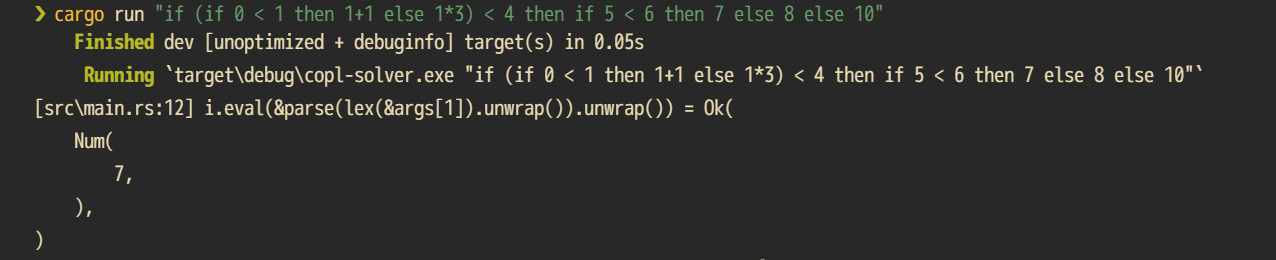 ❯ cargo run "if (if 0 < 1 then 1+1 else 1*3) < 4 then if 5 < 6 then 7 else 8 else 10"
Finished dev [unoptimized + debuginfo] target(s) in 0.05s
Running `target\debug\copl-solver.exe "if (if 0 < 1 then 1+1 else 1*3) < 4 then if 5 < 6 then 7 else 8 else 10"`
[src\main.rs:12] i.eval(&parse(lex(&args[1]).unwrap()).unwrap()) = Ok(
Num(
7,
),
)